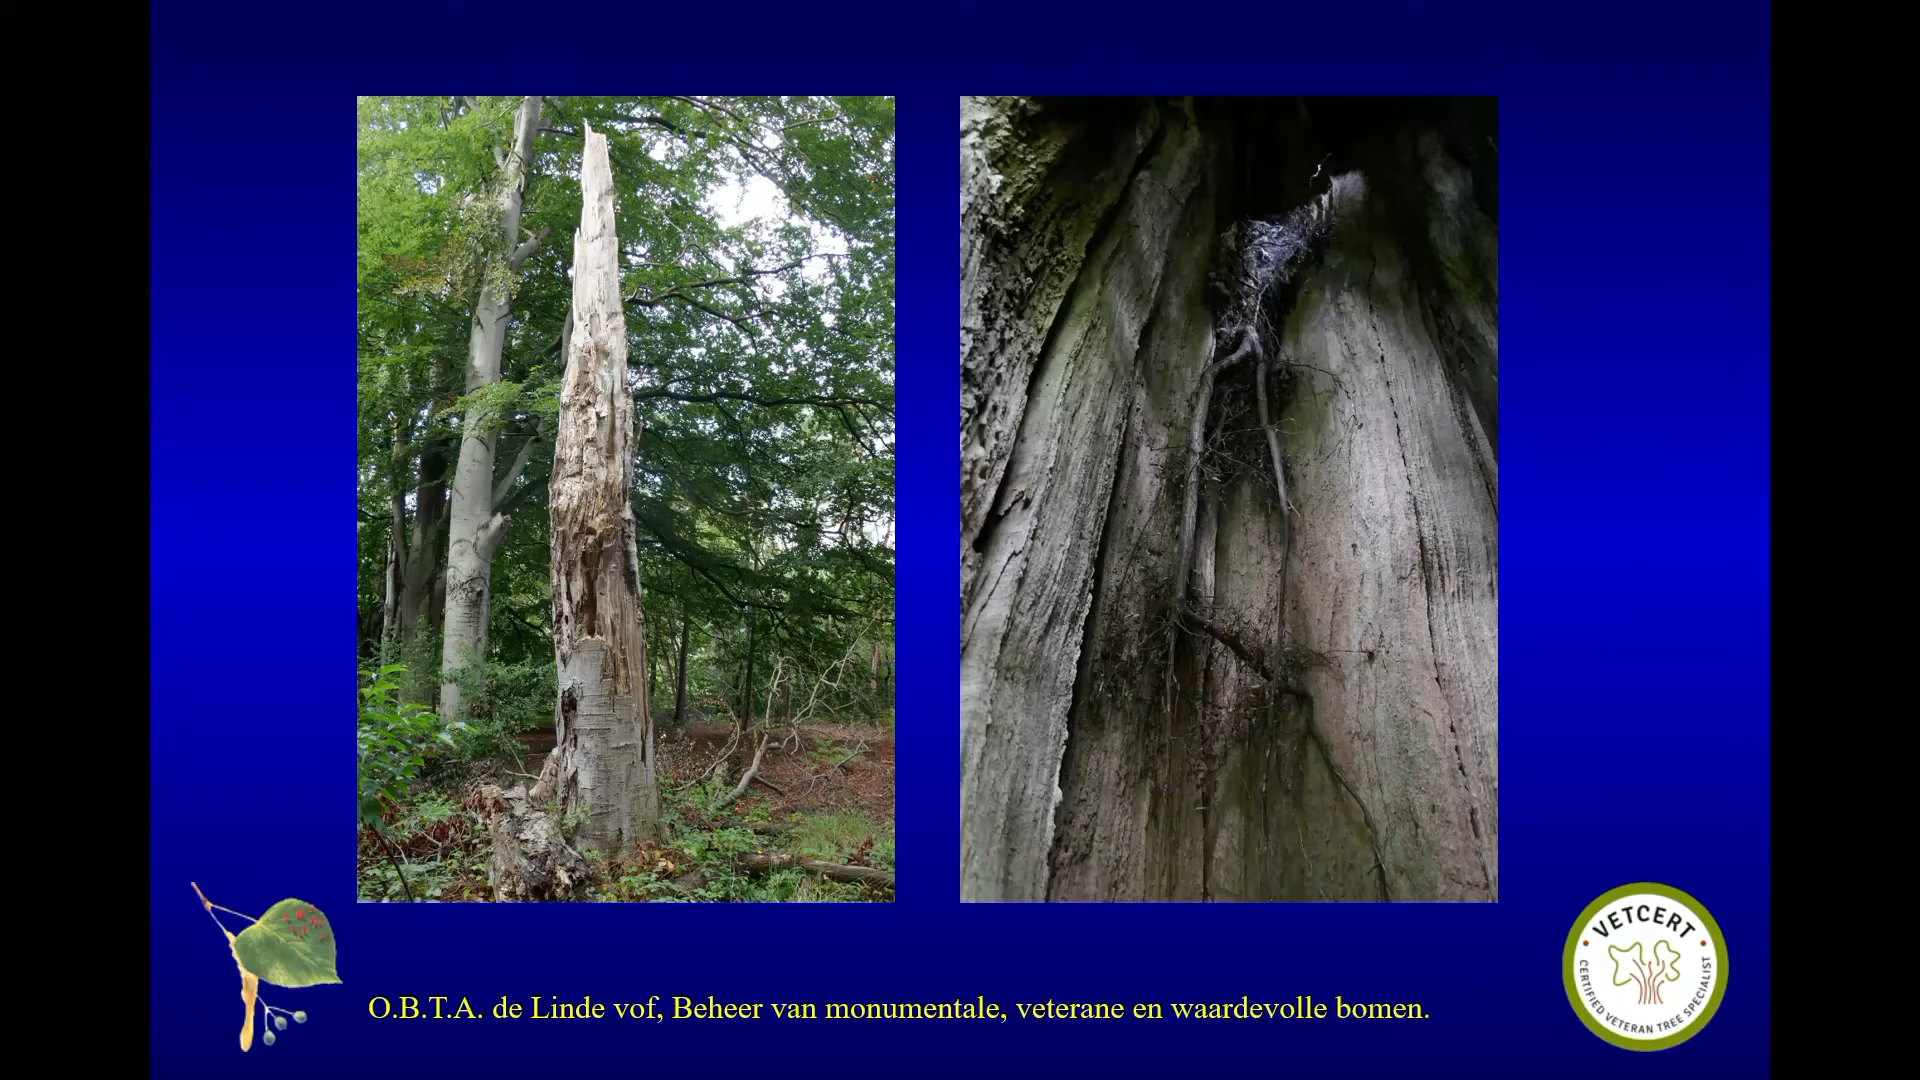 VETCERT
CERTIFIED VETERAN TREE SPECIALIST
O.B.T.A. de Linde vof, Beheer van monumentale, veterane en waardevolle bomen.